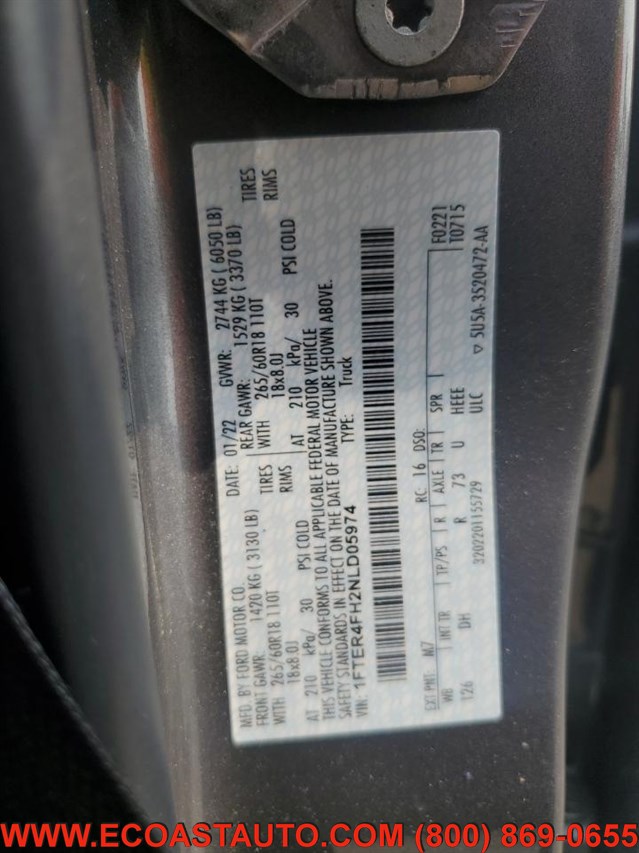 MFD. BY FORD MOTOR CO.
DATE: 01/22 GVWR: 2744 KG ( 6050 LB)
FRONT GAWR: 1420 KG ( 3130 LB) REAR GAWR: 1529 KG ( 3370 LB)
WITH 265/60R18 110T TIRES WITH 265/60R18 110T TIRES
18x8.0J RIMS 18x8.0J RIMS
AT 210 kPa/ 30 PSI COLD AT 210 kPa/ 30 PSI COLD
THIS VEHICLE CONFORMS TO ALL APPLICABLE FEDERAL MOTOR VEHICLE
SAFETY STANDARDS IN EFFECT ON THE DATE OF MANUFACTURE SHOWN ABOVE.
VIN: 1FTER4FH2NLD05974 TYPE: Truck
EXT PNT: M7 RC: 16 DSO: F0221
WB INT TR TP/PS R AXLE TR SPR T0715
126 DH R 73 U HEEE
3202201155729 ULC 5U5A-3520472-AA
WWW.ECOASTAUTO.COM (800) 869-0655